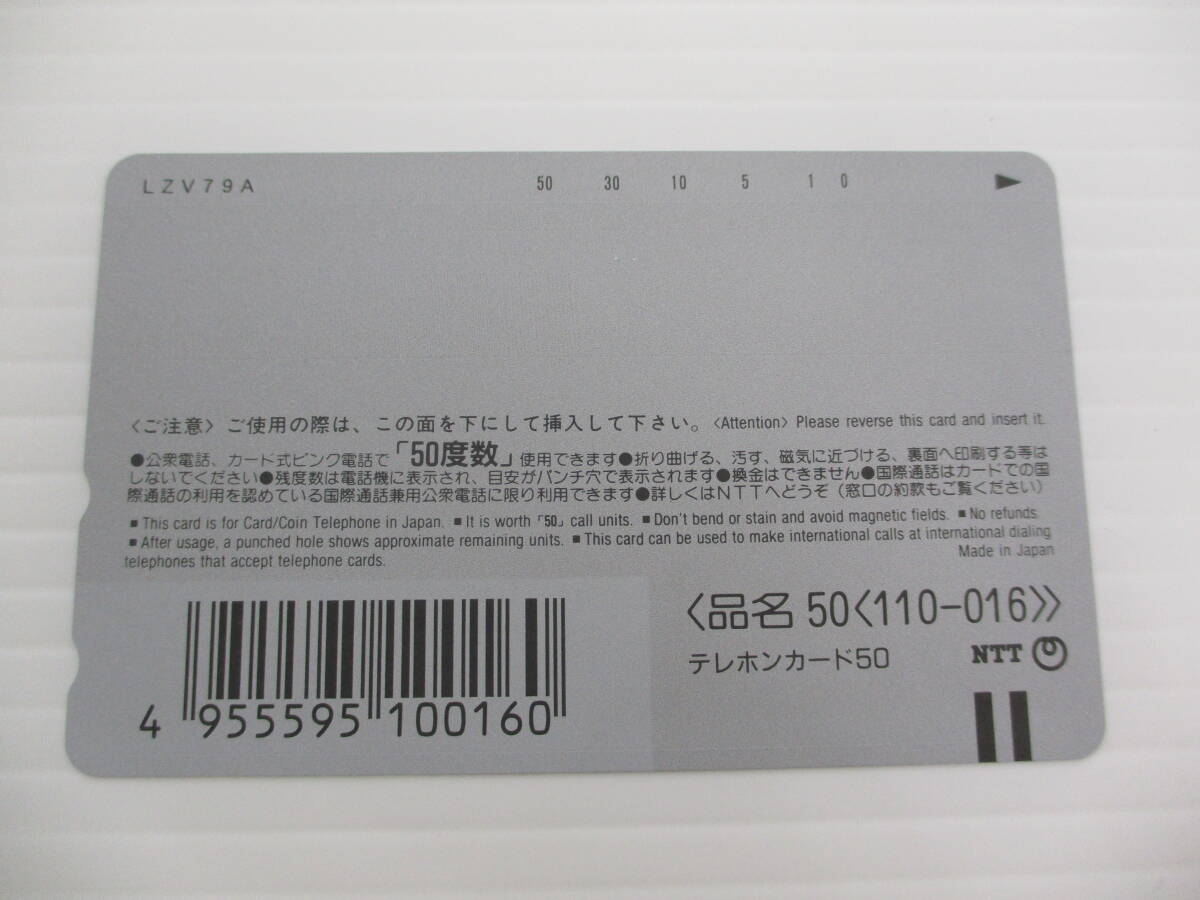 LZV79A 50 30 10 5 1 0 ▶
〈ご注意〉ご使用の際は、この面を下にして挿入して下さい。〈Attention〉 Please reverse this card and insert it.
●公衆電話、カード式ピンク電話で「50度数」使用できます●折り曲げる、汚す、磁気に近づける、裏面へ印刷する等は
しないでください●残度数は電話機に表示され、目安がパンチ穴で表示されます●換金はできません●国際通話はカードでの国
際通話の利用を認めている国際通話兼用公衆電話に限り利用できます●詳しくはNTTへどうぞ（窓口の約款もご覧ください）
■ This card is for Card/Coin Telephone in Japan. ■ It is worth「50」call units. ■ Don't bend or stain and avoid magnetic fields. ■ No refunds.
■ After usage, a punched hole shows approximate remaining units. ■ This card can be used to make international calls at international dialing
telephones that accept telephone cards. Made in Japan
〈品名 50〈110-016〉〉
テレホンカード50 NTT
4 955595 100160